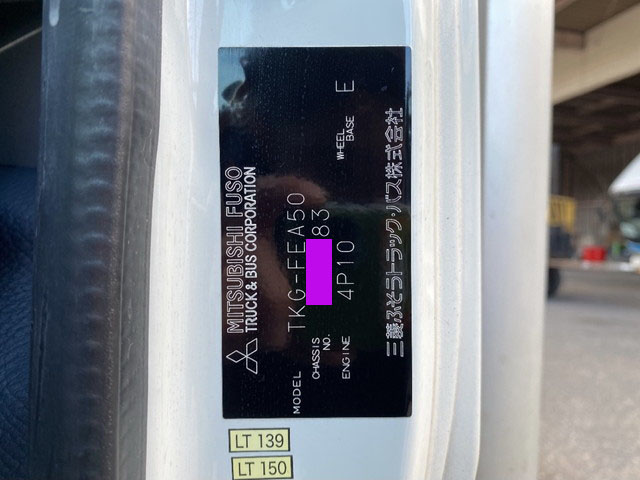 MITSUBISHI FUSO
TRUCK & BUS CORPORATION
MODEL TKG-FEA50
CHASSIS NO. 83
ENGINE 4P10 WHEEL BASE E
三菱ふそうトラック・バス株式会社
LT 139
LT 150